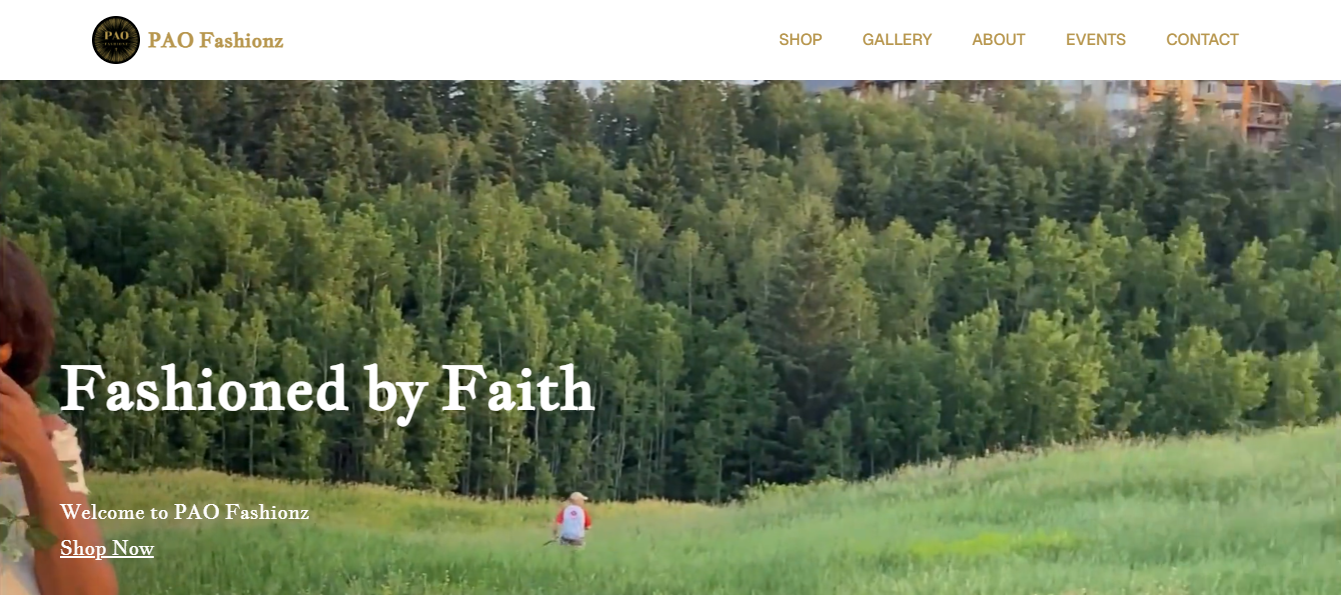 PAO
PAO Fashionz
SHOP
GALLERY
ABOUT
EVENTS
CONTACT
Fashioned by Faith
Welcome to PAO Fashionz
Shop Now